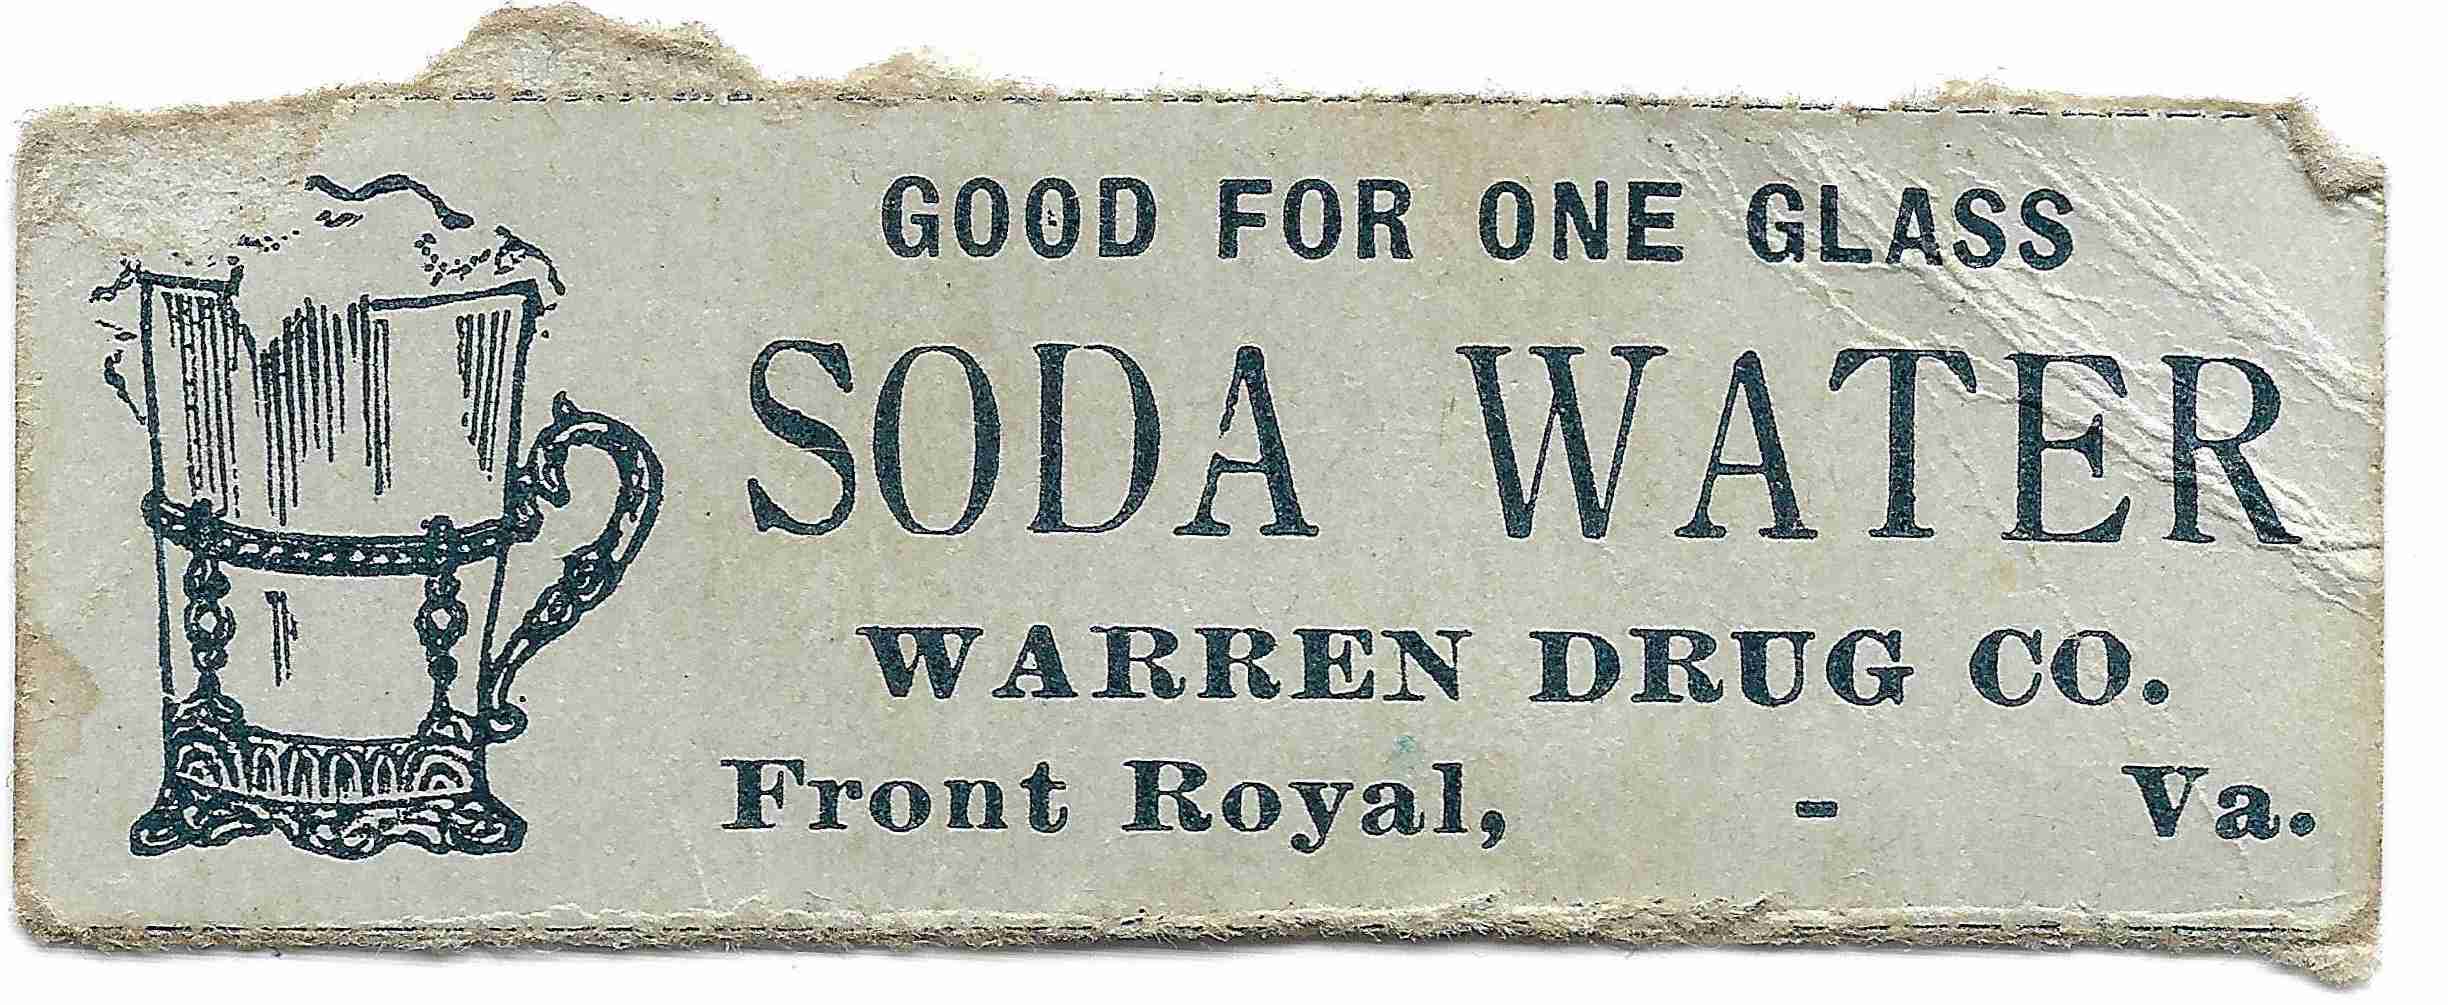 GOOD FOR ONE GLASS
SODA WATER
WARREN DRUG CO.
Front Royal, - Va.